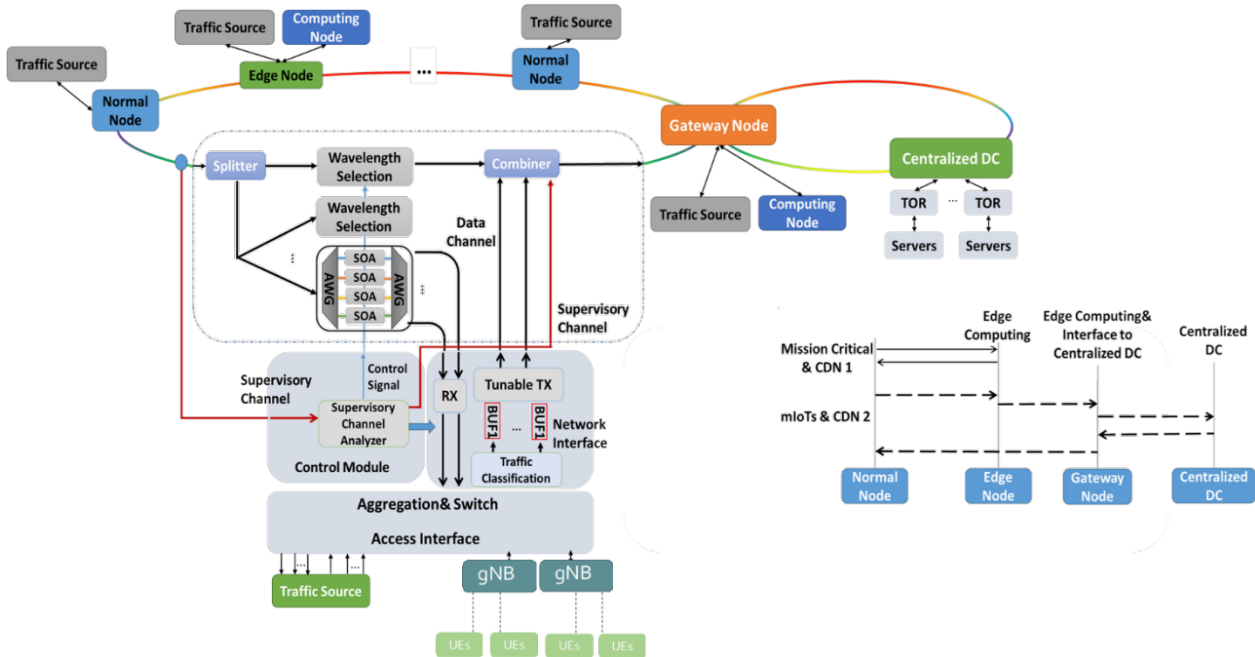 Traffic Source
Computing
Node
Traffic Source
Traffic Source
Edge Node
...
Normal
Node
Normal
Node
Gateway Node
Centralized DC
Traffic Source
Computing
Node
TOR
...
TOR
Servers
Servers
Splitter
Wavelength
Selection
Combiner
Wavelength
Selection
Data
Channel
...
AWG
SOA
SOA
SOA
SOA
AWG
...
Supervisory
Channel
Supervisory
Channel
Control
Signal
Supervisory
Channel
Analyzer
Control Module
RX
Tunable TX
BUF1
...
BUF1
Network
Interface
Traffic
Classification
Aggregation& Switch
Access Interface
...
...
Traffic Source
gNB
gNB
UEs
UEs
UEs
UEs
Edge
Computing
Edge Computing&
Interface to
Centralized DC
Centralized
DC
Mission Critical
& CDN 1
mIoTs & CDN 2
Normal
Node
Edge
Node
Gateway
Node
Centralized
DC